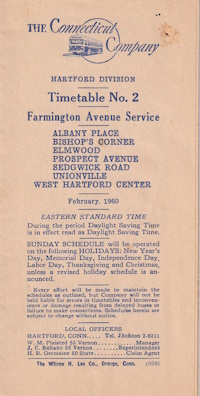 THE Connecticut
Company
HARTFORD DIVISION
Timetable No. 2
Farmington Avenue Service
ALBANY PLACE
BISHOP'S CORNER
ELMWOOD
PROSPECT AVENUE
SEDGWICK ROAD
UNIONVILLE
WEST HARTFORD CENTER
February, 1960
EASTERN STANDARD TIME
During the period Daylight Saving Time
is in effect read as Daylight Saving Time.
SUNDAY SCHEDULE will be operated
on the following HOLIDAYS: New Year's
Day, Memorial Day, Independence Day,
Labor Day, Thanksgiving and Christmas,
unless a revised holiday schedule is an-
nounced.
Every effort will be made to maintain
the schedules as outlined, but Company will not
be held liable for errors in timetables and inconven-
ience or damage resulting from delayed buses or
failure to make connections. Schedules herein are
subject to change without notice.
LOCAL OFFICERS
HARTFORD, CONN. Tel. JAckson 5-6311
W. M. Plaisted 53 Vernon Manager
J. C. 53 Vernon Superintendent
H. R. Germaine 55 State Claim Agent
The Wilson H. Lee Co., Orange, Conn.